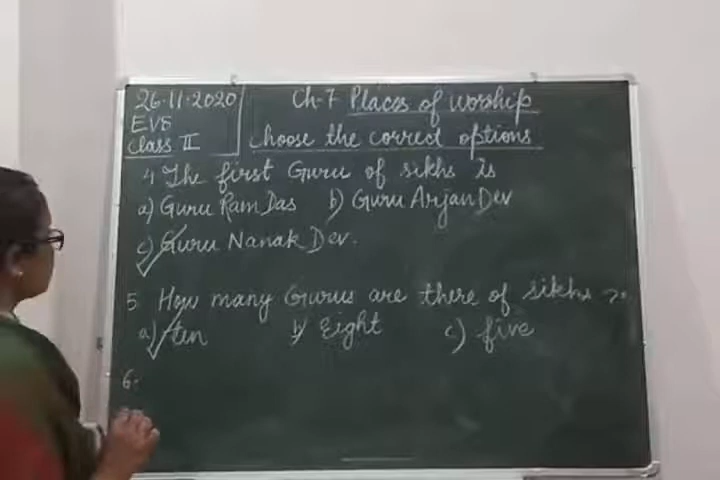 26.11.2020
EVS
Class II
Ch-7 Places of worship
Choose the correct options
4 The first Guru of sikhs is
a) Guru Ram Das b) Guru Arjan Dev
c) Guru Nanak Dev.
5 How many Gurus are there of sikhs ?
a) ten b) Eight c) five
6.